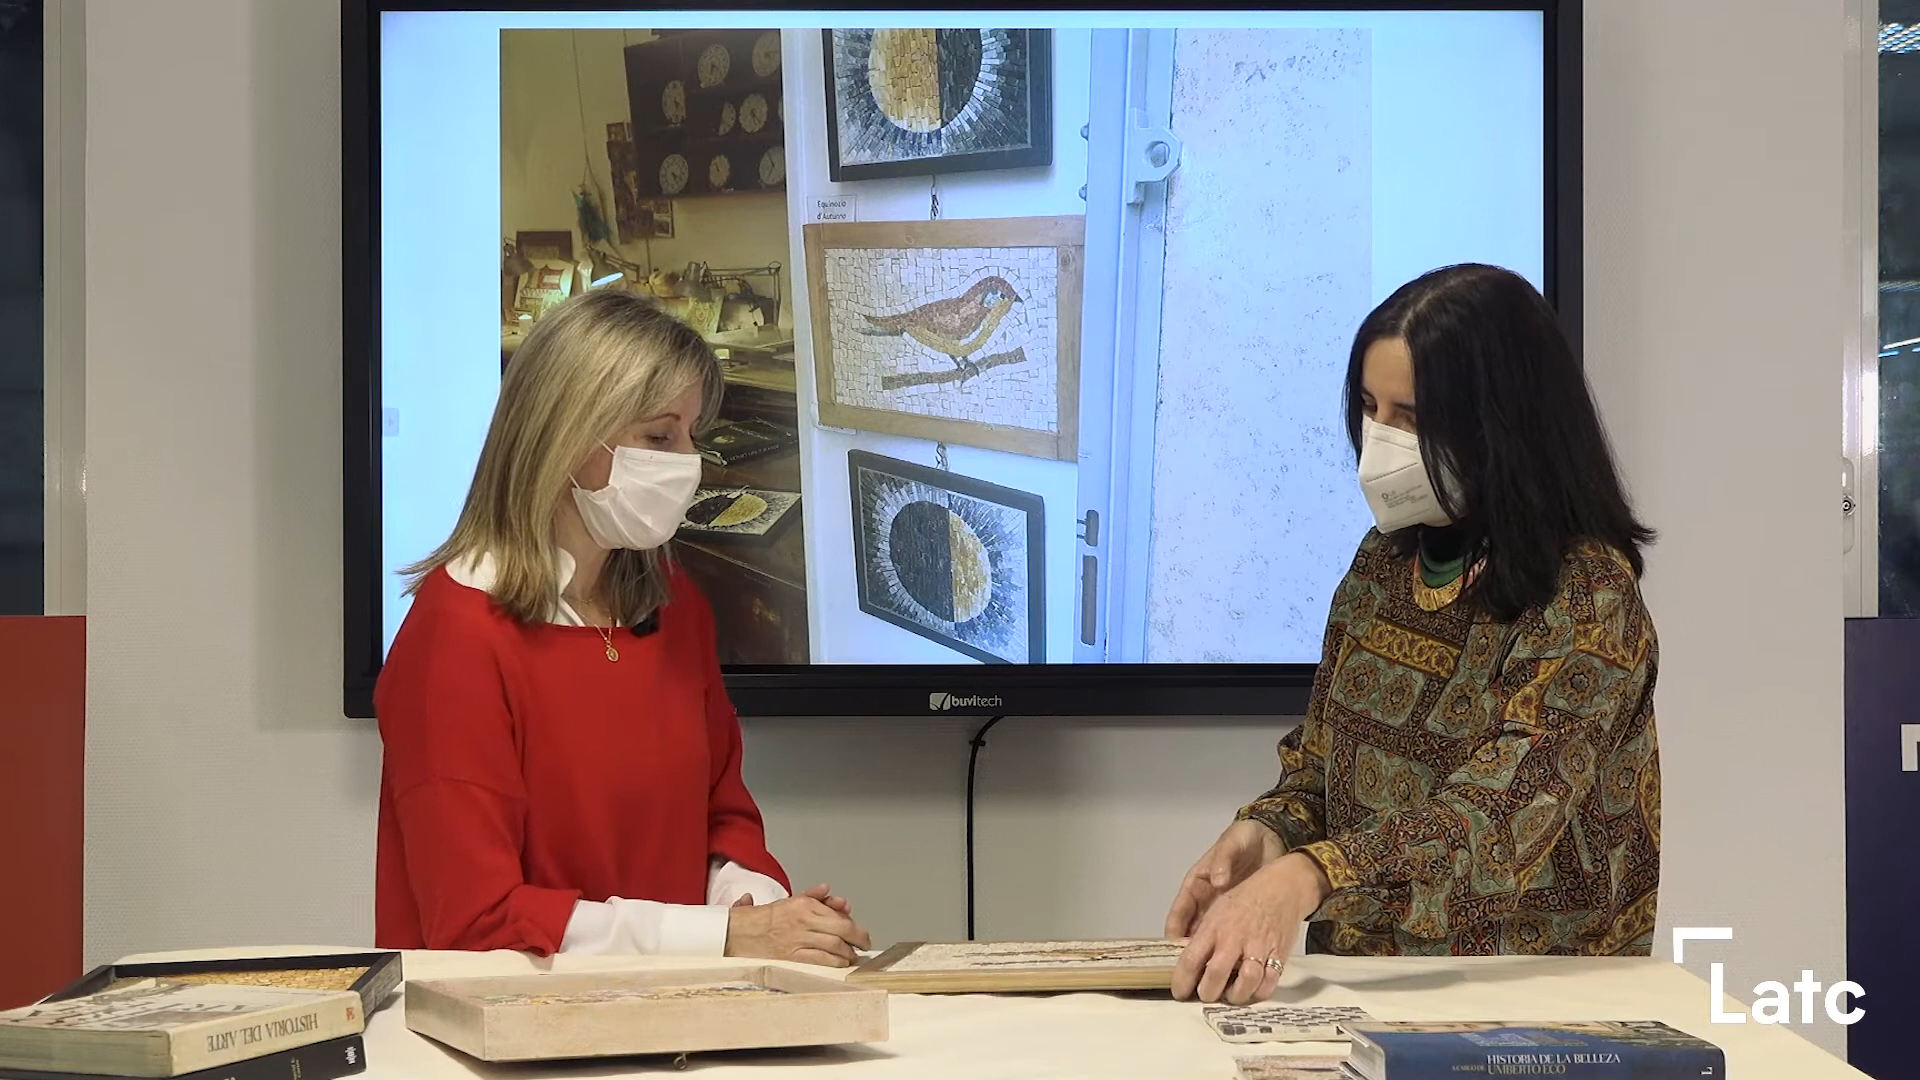 Equinozio
d'Autunno
buvitech
HISTORIA DEL ARTE
HISTORIA DE LA BELLEZA
A CARGO DE UMBERTO ECO
L
Latc